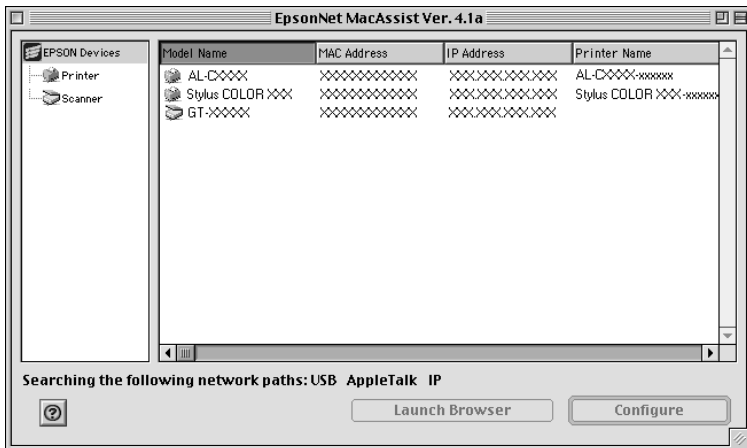 EpsonNet MacAssist Ver. 4.1a
EPSON Devices
Printer
Scanner
Model Name MAC Address IP Address Printer Name
AL-CXXXX XXXXXXXXXXXX XXX.XXX.XXX.XXX AL-CXXXX-xxxxxx
Stylus COLOR XXX XXXXXXXXXXXX XXX.XXX.XXX.XXX Stylus COLOR XXX-xxxxxx
GT-XXXXX XXXXXXXXXXXX XXX.XXX.XXX.XXX
Searching the following network paths: USB AppleTalk IP
? Launch Browser Configure